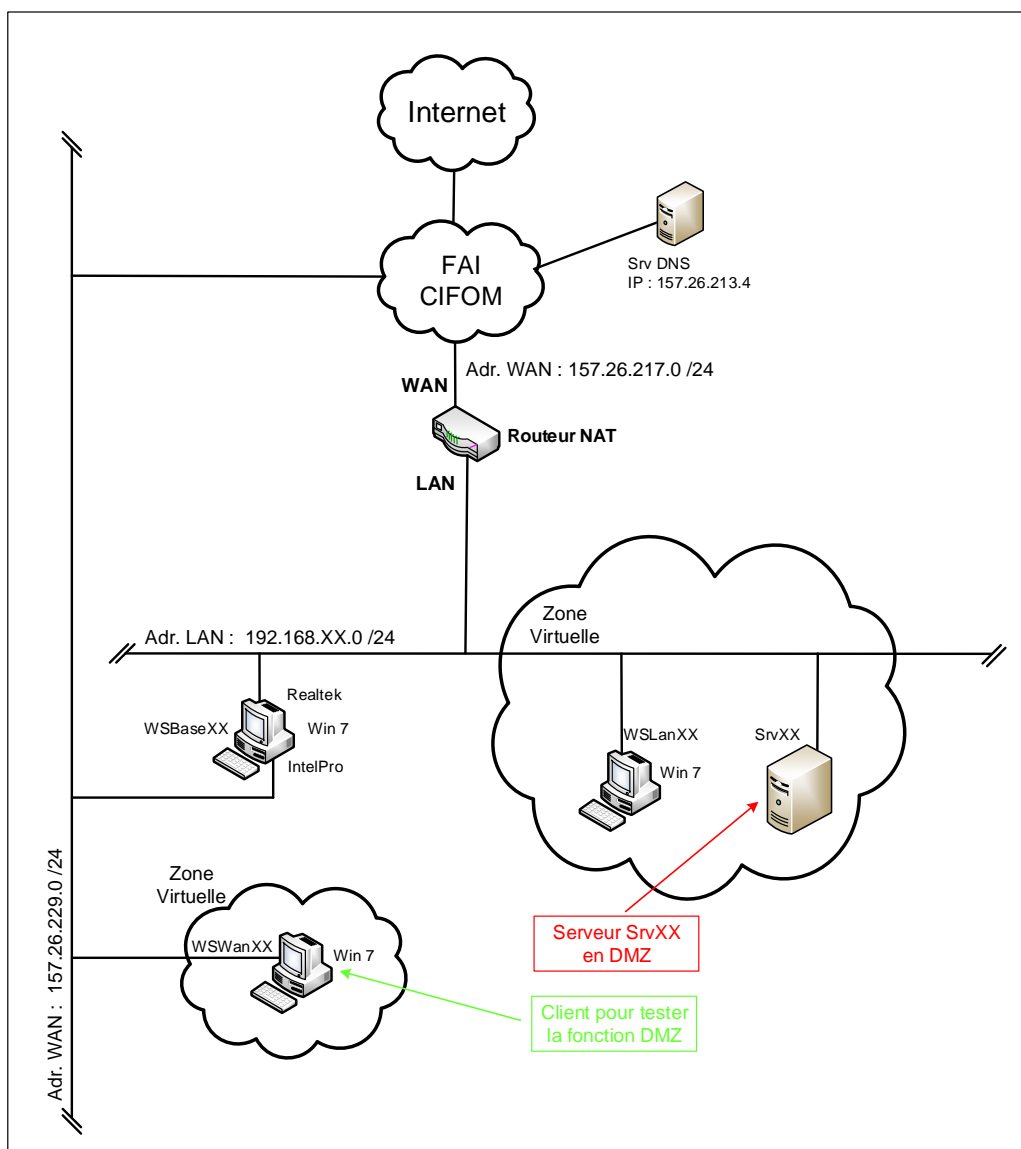 Internet
FAI
CIFOM
Srv DNS
IP : 157.26.213.4
Adr. WAN : 157.26.217.0 /24
WAN
Routeur NAT
LAN
Zone
Virtuelle
Adr. LAN : 192.168.XX.0 /24
Realtek
WSBaseXX
Win 7
IntelPro
WSLanXX
Win 7
SrvXX
Adr. WAN : 157.26.229.0 /24
Zone
Virtuelle
WSWanXX
Win 7
Serveur SrvXX
en DMZ
Client pour tester
la fonction DMZ